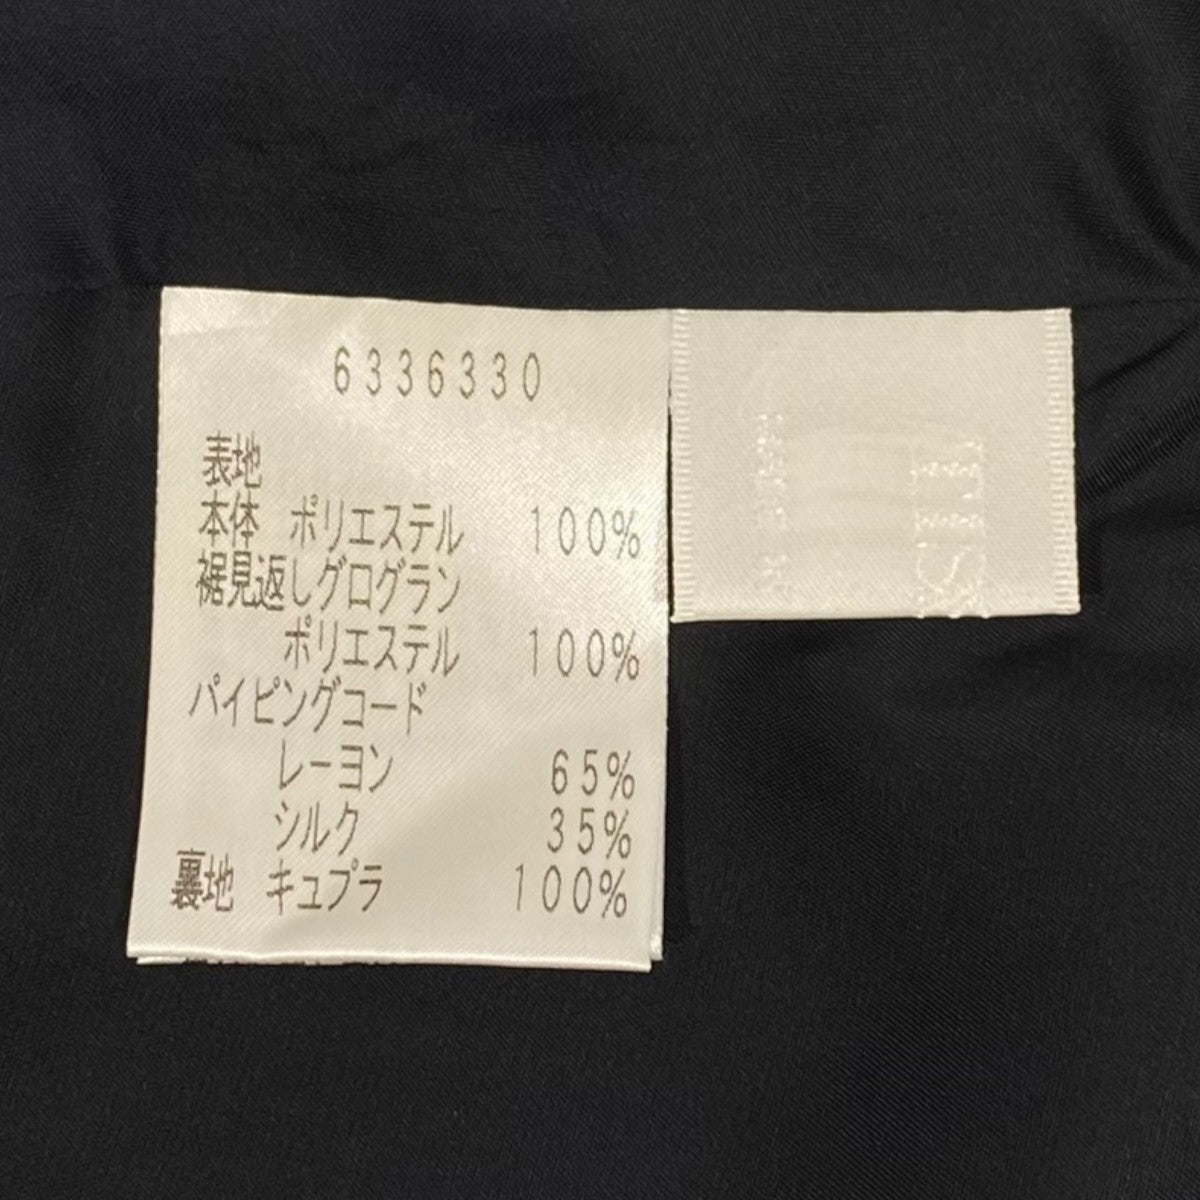 6336330
表地
本体 ポリエステル 100%
裾見返しグログラン
ポリエステル 100%
パイピングコード
レーヨン 65%
シルク 35%
裏地 キュプラ 100%